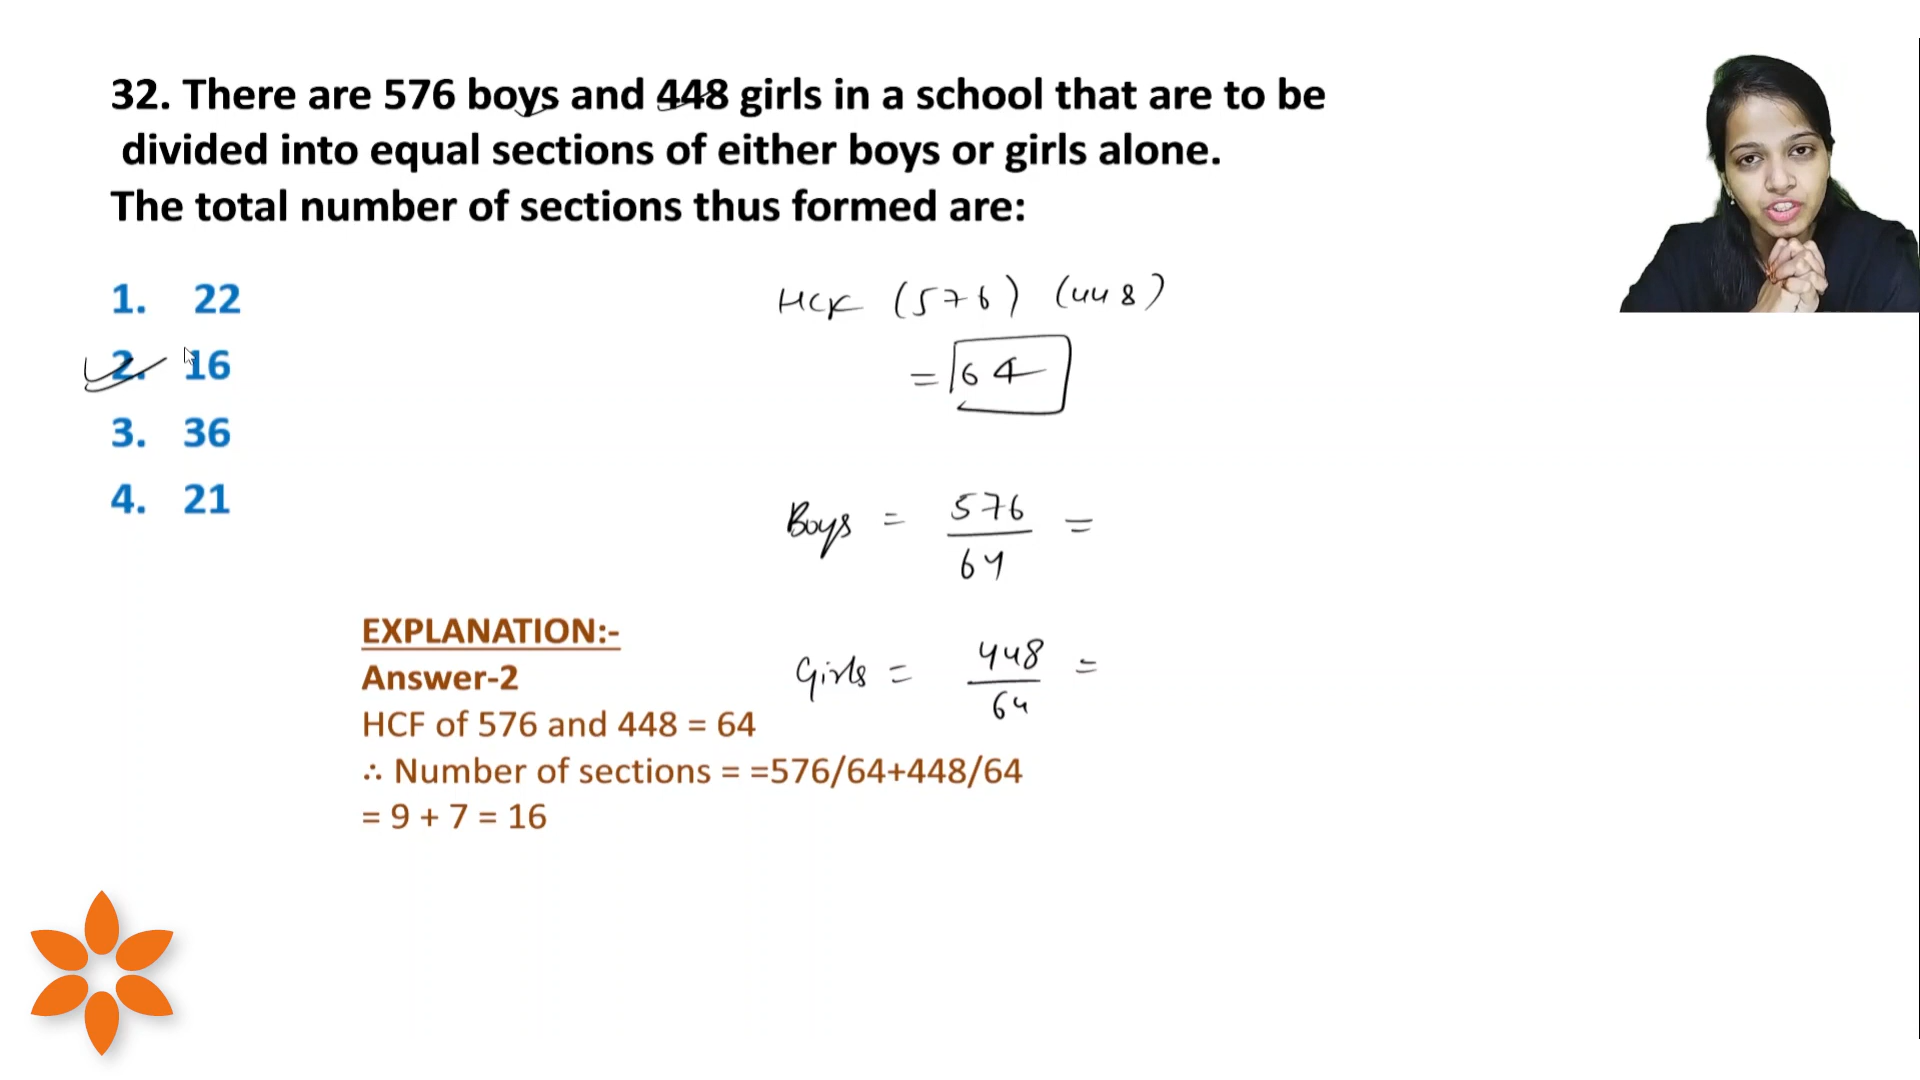 32. There are 576 boys and 448 girls in a school that are to be
divided into equal sections of either boys or girls alone.
The total number of sections thus formed are:
1. 22
2. 16
3. 36
4. 21
HCF (576) (448)
= 64
Boys = 576/64 =
Girls = 448/64 =
EXPLANATION:-
Answer-2
HCF of 576 and 448 = 64
∴ Number of sections = =576/64+448/64
= 9 + 7 = 16